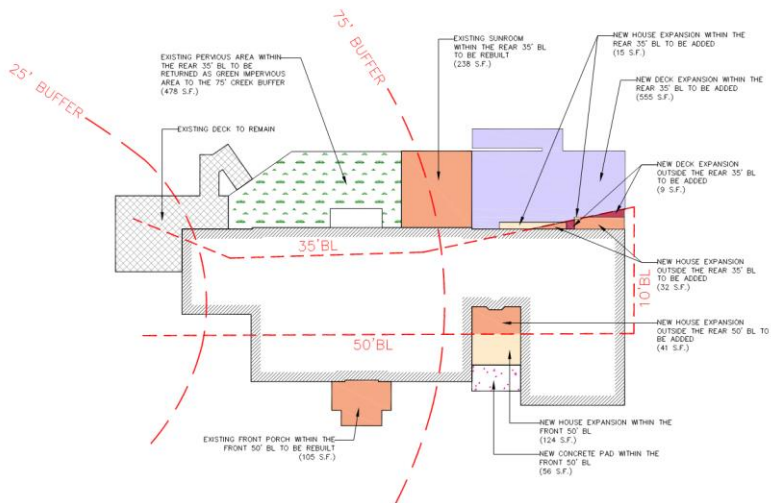 EXISTING PERVIOUS AREA WITHIN
THE REAR 35' BL TO BE
RETURNED AS GREEN IMPERVIOUS
AREA TO THE 75' CREEK BUFFER
(478 S.F.)
75' BUFFER
EXISTING SUNROOM
WITHIN THE REAR 35' BL
TO BE REBUILT
(238 S.F.)
NEW HOUSE EXPANSION WITHIN THE
REAR 35' BL TO BE ADDED
(15 S.F.)
NEW DECK EXPANSION WITHIN THE
REAR 35' BL TO BE ADDED
(555 S.F.)
25' BUFFER
EXISTING DECK TO REMAIN
NEW DECK EXPANSION
OUTSIDE THE REAR 35' BL
TO BE ADDED
(9 S.F.)
35'BL
NEW HOUSE EXPANSION
OUTSIDE THE REAR 35' BL
TO BE ADDED
(32 S.F.)
10'BL
50'BL
NEW HOUSE EXPANSION
OUTSIDE THE REAR 50' BL TO
BE ADDED
(41 S.F.)
NEW HOUSE EXPANSION WITHIN THE
FRONT 50' BL
(124 S.F.)
EXISTING FRONT PORCH WITHIN THE
FRONT 50' BL TO BE REBUILT
(105 S.F.)
NEW CONCRETE PAD WITHIN THE
FRONT 50' BL
(56 S.F.)